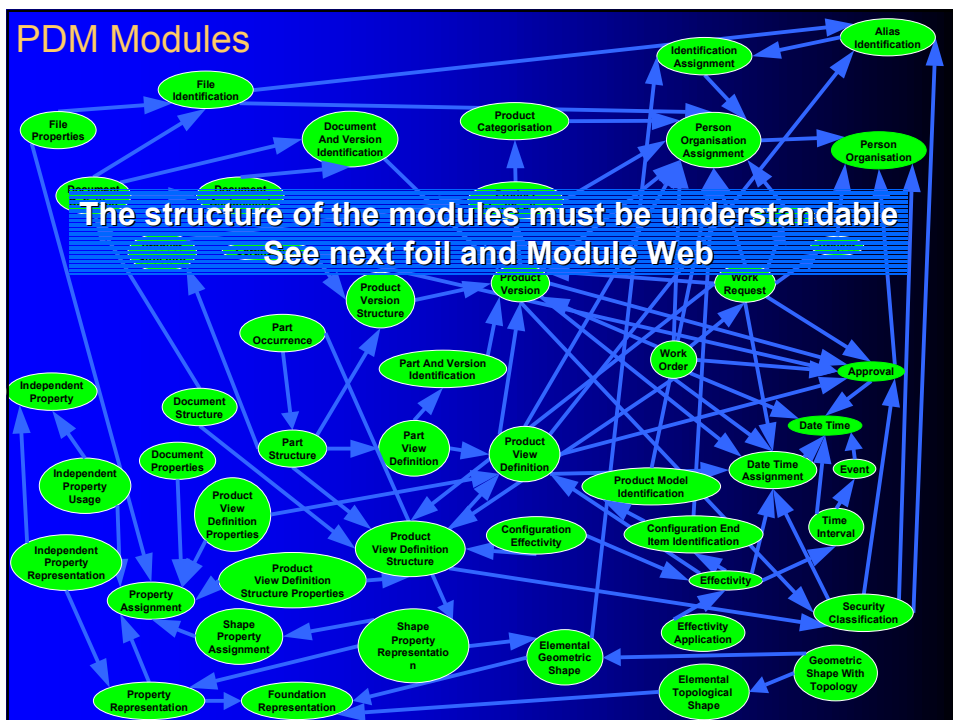 PDM Modules
Alias
Identification
Identification
Assignment
File
Identification
File
Properties
Document
And Version
Identification
Product
Categorisation
Person
Organisation
Assignment
Person
Organisation
Document
Document
The structure of the modules must be understandable
See next foil and Module Web
Product
Version
Structure
Product
Version
Work
Request
Part
Occurrence
Part And Version
Identification
Work
Order
Approval
Independent
Property
Document
Structure
Date Time
Part
Structure
Part
View
Definition
Product
View
Definition
Document
Properties
Date Time
Assignment
Event
Independent
Property
Usage
Product Model
Identification
Product
View
Definition
Properties
Time
Interval
Configuration
Effectivity
Configuration End
Item Identification
Independent
Property
Representation
Product
View Definition
Structure
Product
View Definition
Structure Properties
Effectivity
Property
Assignment
Security
Classification
Shape
Property
Assignment
Shape
Property
Representatio
n
Effectivity
Application
Elemental
Geometric
Shape
Geometric
Shape With
Topology
Elemental
Topological
Shape
Property
Representation
Foundation
Representation